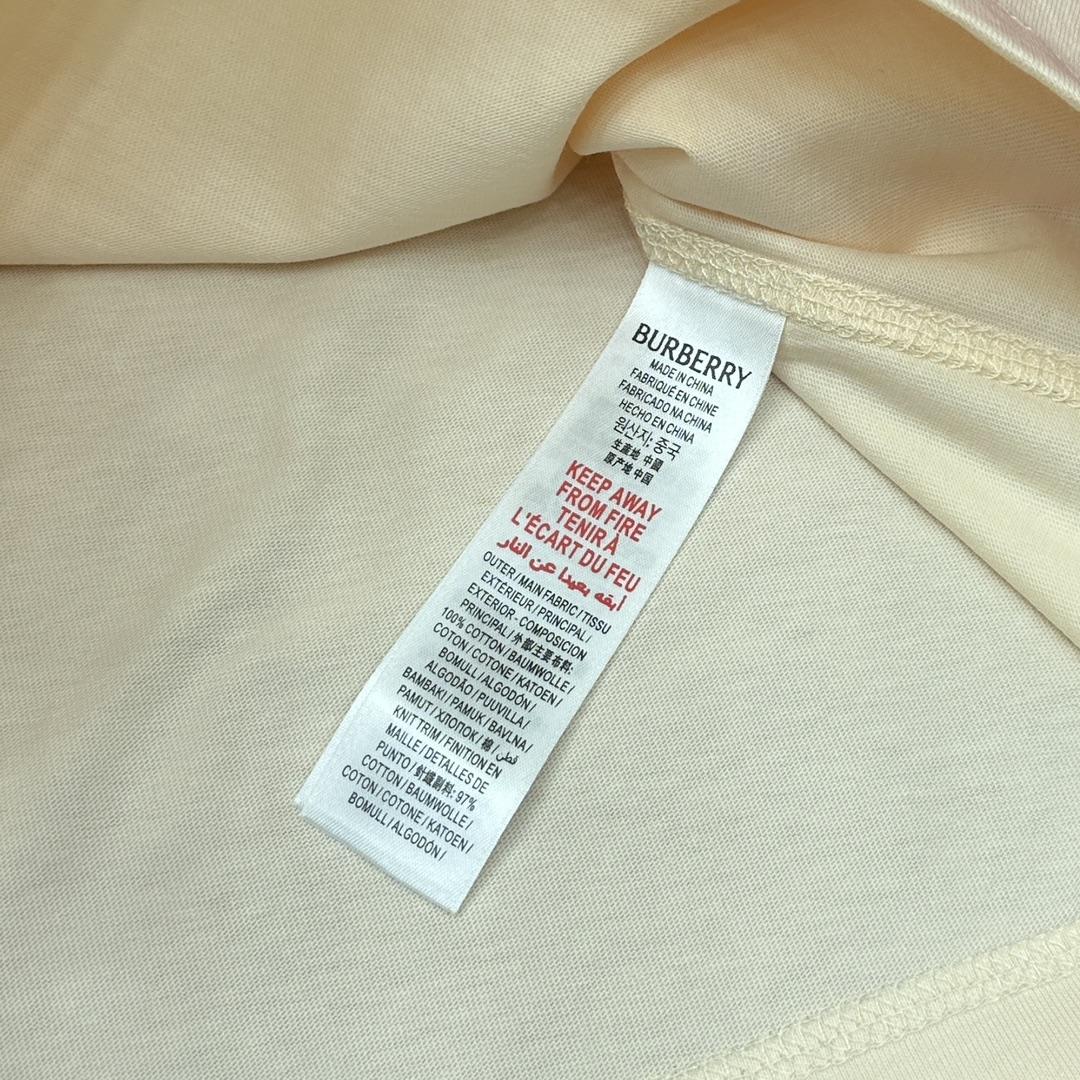 BURBERRY
MADE IN CHINA
FABRIQUÉ EN CHINE
FABRICADO NA CHINA
HECHO EN CHINA
원산지: 중국
生産地 中國
原产地 中国
KEEP AWAY
FROM FIRE
TENIR À
L'ÉCART DU FEU
أبقه بعيدا عن النار
OUTER / MAIN FABRIC / TISSU
EXTÉRIEUR / PRINCIPAL /
EXTERIOR - COMPOSICION
PRINCIPAL / 外部/主要布料:
100% COTTON / BAUMWOLLE /
COTON / COTONE / KATOEN /
BOMULL / ALGODÓN /
ALGODÃO / PUUVILLA /
BAMBAKI / PAMUK / BAVLNA /
PAMUT / ХЛОПОК / 棉 / قطن
KNIT TRIM / FINITION EN
MAILLE / DETALLES DE
PUNTO / 針織副料: 97%
COTTON / BAUMWOLLE /
COTON / COTONE / KATOEN /
BOMULL / ALGODÓN /